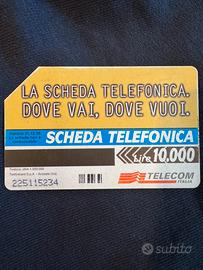 LA SCHEDA TELEFONICA.
DOVE VAI, DOVE VUOI.
SCHEDA TELEFONICA
Lire 10.000
225115234
TELECOM
ITALIA
subito